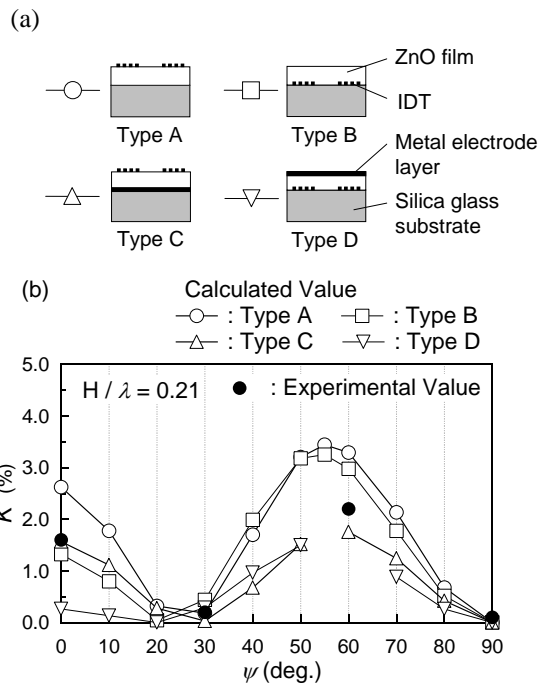 (a)
ZnO film
IDT
Type A
Type B
Metal electrode
layer
Silica glass
substrate
Type C
Type D
(b)
Calculated Value
: Type A
: Type B
: Type C
: Type D
5.0
H / λ = 0.21
: Experimental Value
4.0
3.0
2.0
1.0
0.0
(%)
0 10 20 30 40 50 60 70 80 90
ψ (deg.)